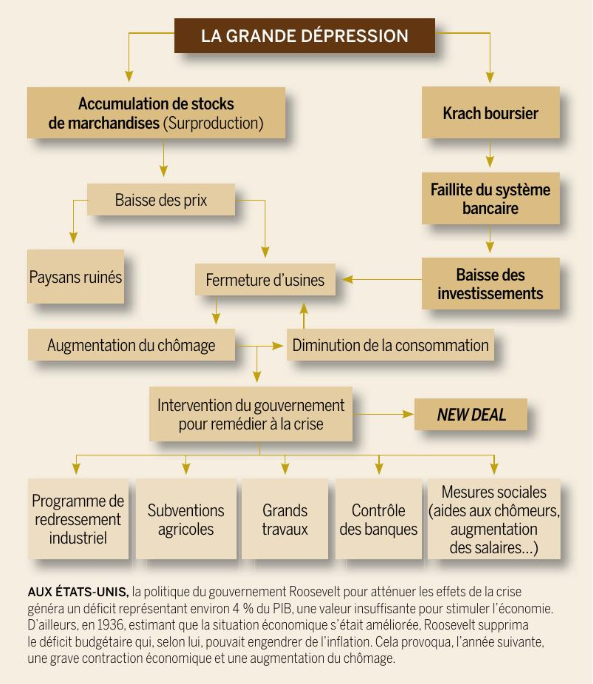 LA GRANDE DÉPRESSION
Accumulation de stocks
de marchandises (Surproduction)
Krach boursier
Baisse des prix
Faillite du système
bancaire
Paysans ruinés
Fermeture d'usines
Baisse des
investissements
Augmentation du chômage
Diminution de la consommation
Intervention du gouvernement
pour remédier à la crise
NEW DEAL
Programme de
redressement
industriel
Subventions
agricoles
Grands
travaux
Contrôle
des banques
Mesures sociales
(aides aux chômeurs,
augmentation
des salaires...)
AUX ÉTATS-UNIS, la politique du gouvernement Roosevelt pour atténuer les effets de la crise
généra un déficit représentant environ 4 % du PIB, une valeur insuffisante pour stimuler l'économie.
D'ailleurs, en 1936, estimant que la situation économique s'était améliorée, Roosevelt supprima
le déficit budgétaire qui, selon lui, pouvait engendrer de l'inflation. Cela provoqua, l'année suivante,
une grave contraction économique et une augmentation du chômage.